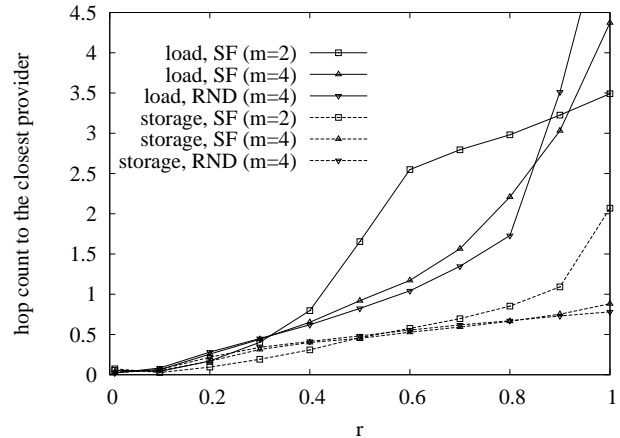 4.5
4
3.5
3
2.5
2
1.5
1
0.5
0
hop count to the closest provider
load, SF (m=2)
load, SF (m=4)
load, RND (m=4)
storage, SF (m=2)
storage, SF (m=4)
storage, RND (m=4)
0 0.2 0.4 0.6 0.8 1
r